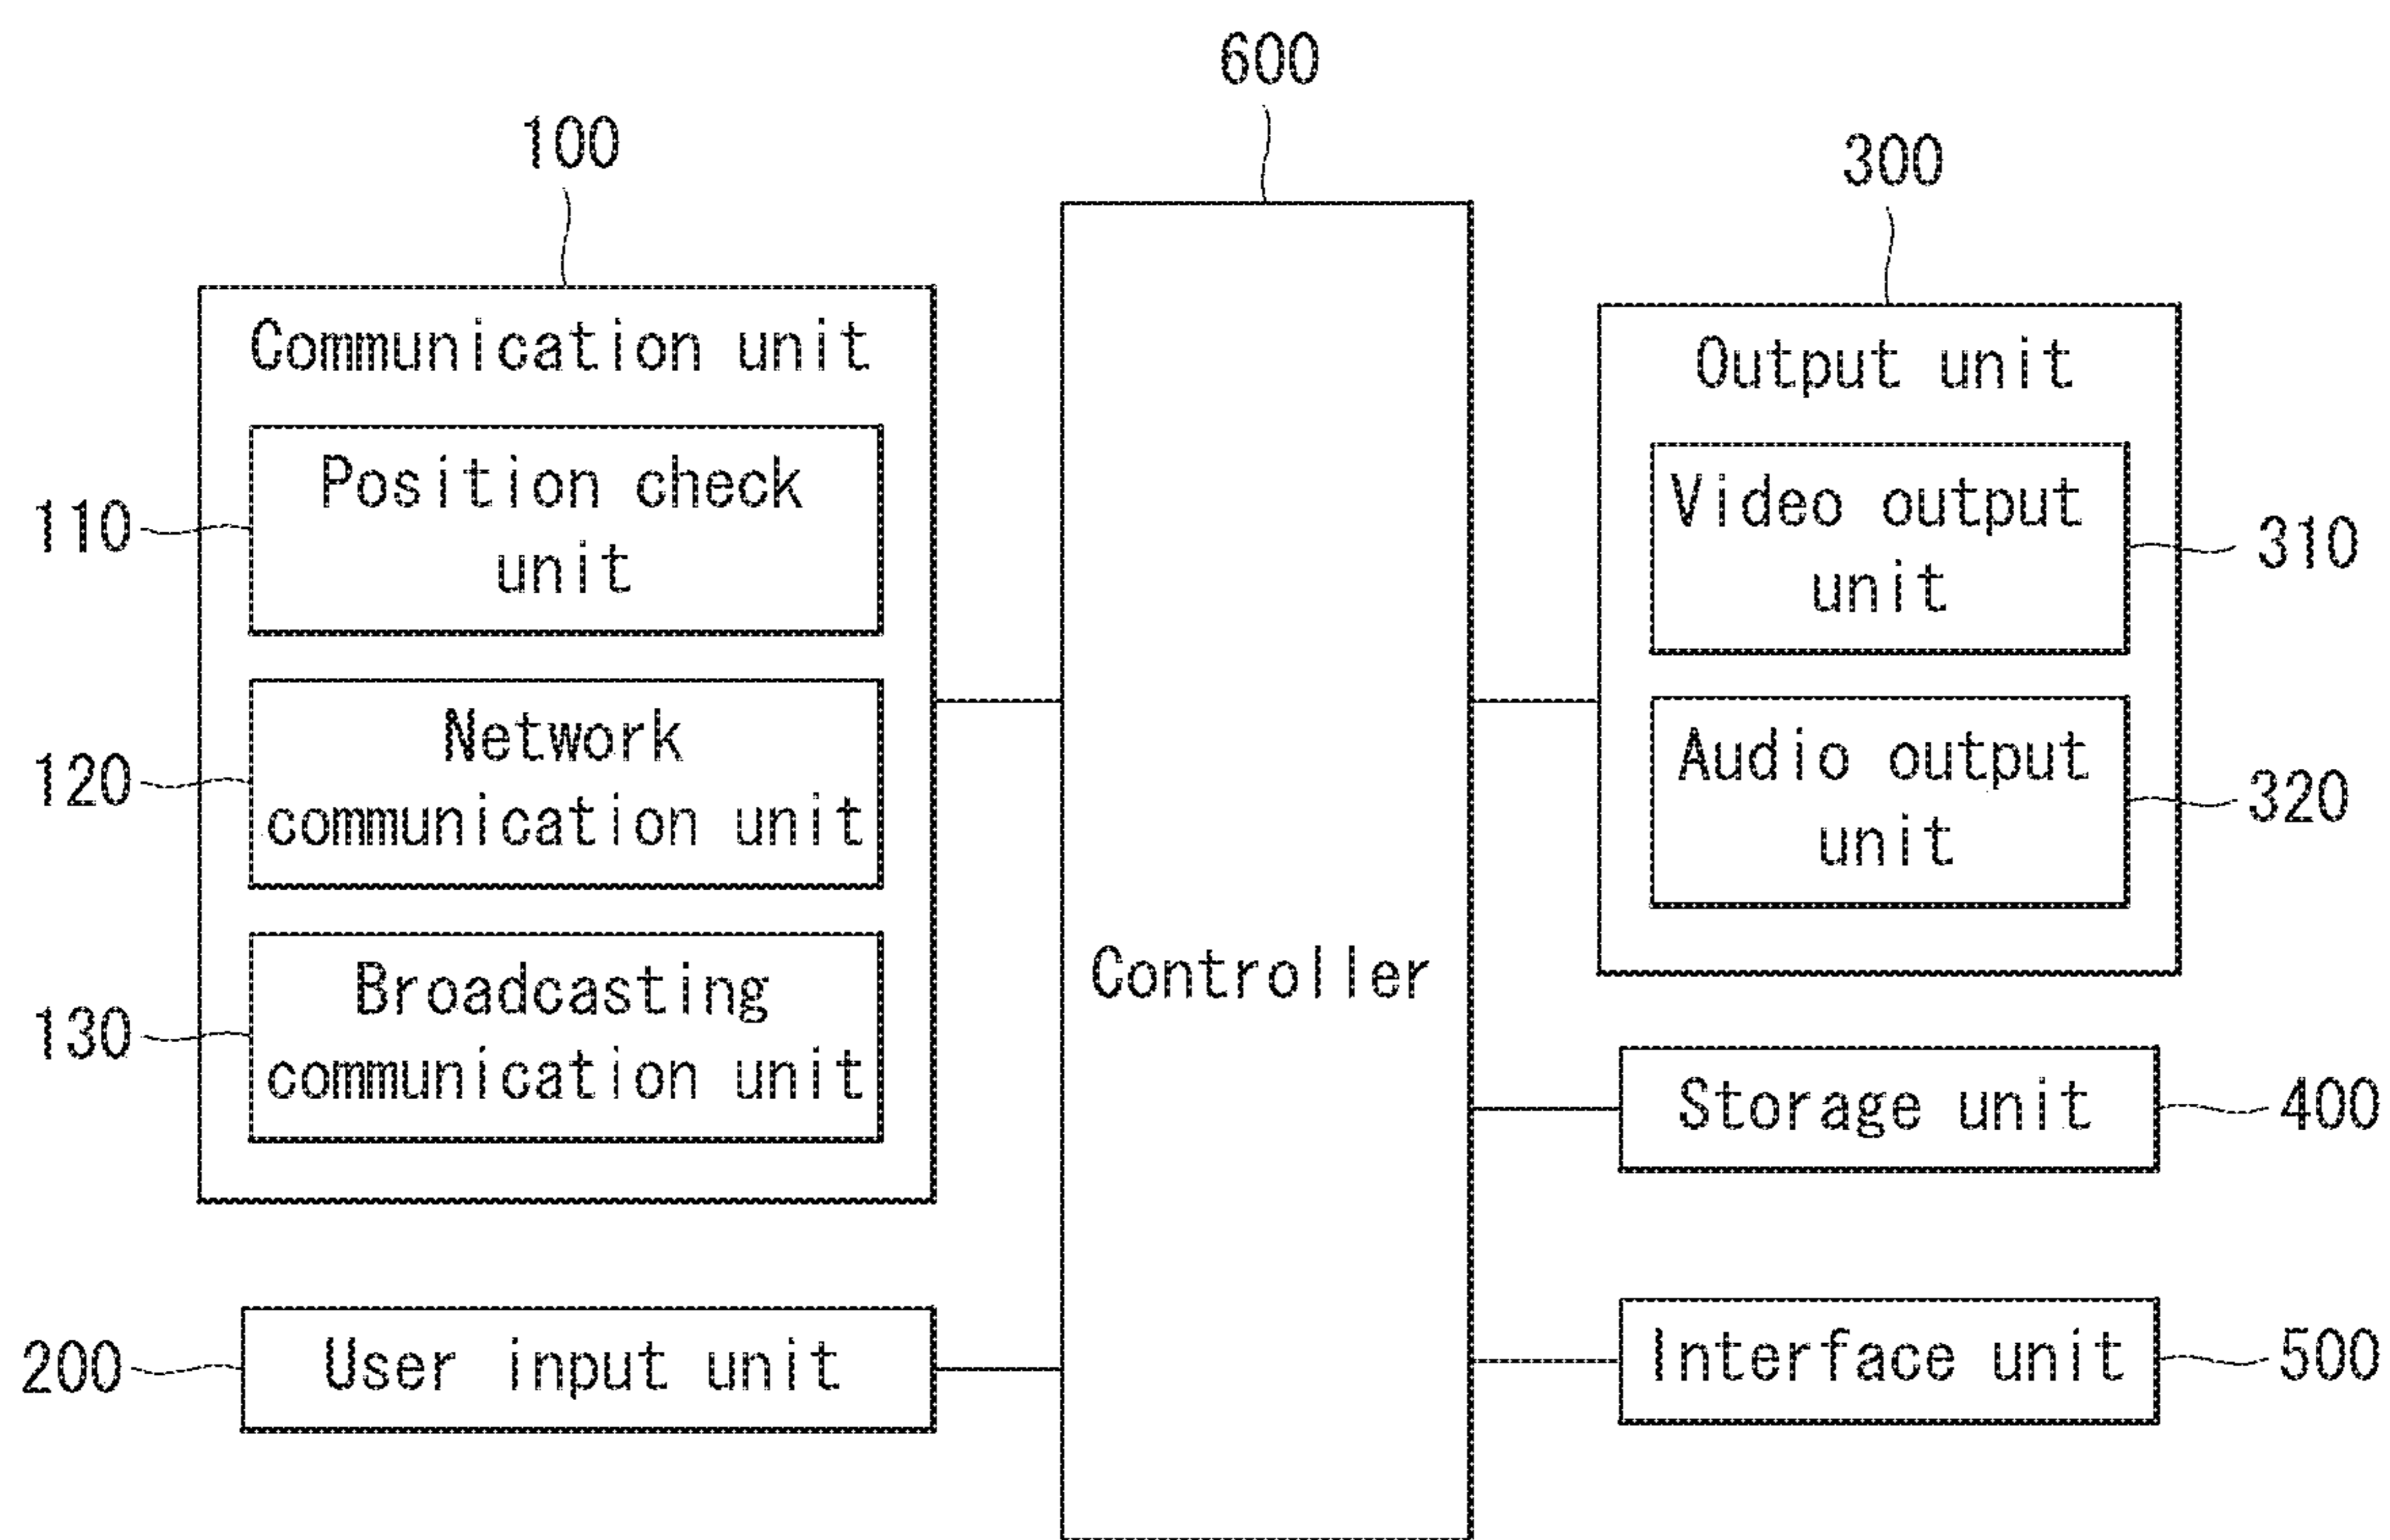 600
100
300
Communication unit
Position check
unit
110
Network
communication unit
120
Broadcasting
communication unit
130
User input unit
200
Controller
Output unit
Video output
unit
310
Audio output
unit
320
Storage unit
400
Interface unit
500